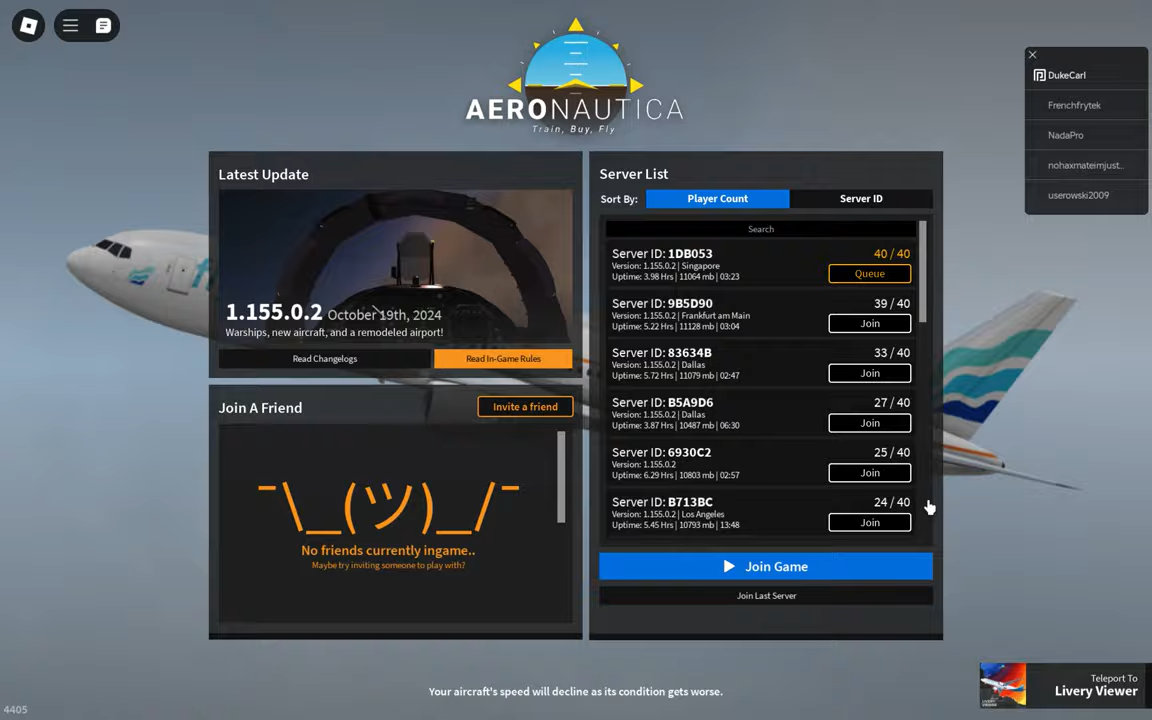 AERONAUTICA
Train, Buy, Fly
DukeCarl
Frenchfrytek
NadaPro
nohaxmateimjust..
userowski2009
Latest Update
1.155.0.2 October 19th, 2024
Warships, new aircraft, and a remodeled airport!
Read Changelogs
Read In-Game Rules
Join A Friend
Invite a friend
¯\_(ツ)_/¯
No friends currently ingame..
Maybe try inviting someone to play with?
Server List
Sort By:
Player Count
Server ID
Search
Server ID: 1DB053
40 / 40
Version: 1.155.0.2 | Singapore
Uptime: 3.98 Hrs | 11064 mb | 03:23
Queue
Server ID: 9B5D90
39 / 40
Version: 1.155.0.2 | Frankfurt am Main
Uptime: 5.22 Hrs | 11128 mb | 03:04
Join
Server ID: 83634B
33 / 40
Version: 1.155.0.2 | Dallas
Uptime: 5.72 Hrs | 11079 mb | 02:47
Join
Server ID: B5A9D6
27 / 40
Version: 1.155.0.2 | Dallas
Uptime: 3.87 Hrs | 10487 mb | 06:30
Join
Server ID: 6930C2
25 / 40
Version: 1.155.0.2
Uptime: 6.29 Hrs | 10803 mb | 02:57
Join
Server ID: B713BC
24 / 40
Version: 1.155.0.2 | Los Angeles
Uptime: 5.45 Hrs | 10793 mb | 13:48
Join
Join Game
Join Last Server
Your aircraft's speed will decline as its condition gets worse.
Teleport To
Livery Viewer
4405